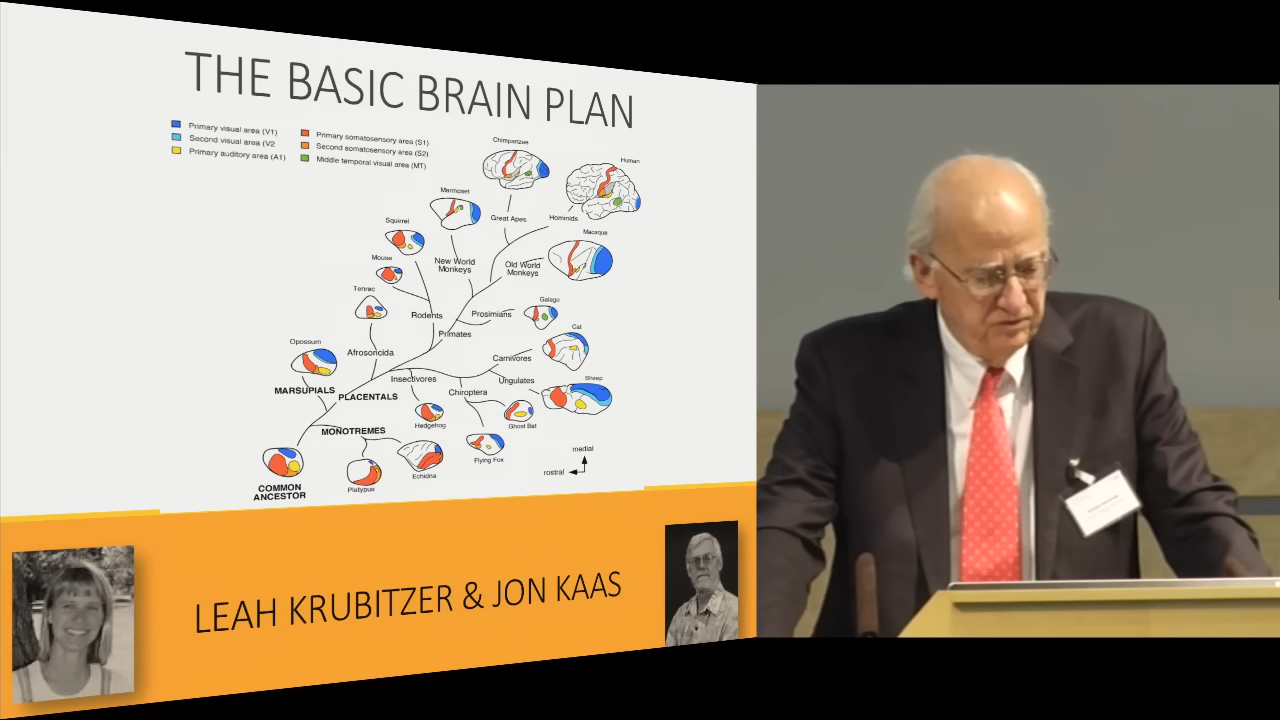 THE BASIC BRAIN PLAN
Primary visual area (V1)
Second visual area (V2
Primary auditory area (A1)
Primary somatosensory area (S1)
Second somatosensory area (S2)
Middle temporal visual area (MT)
Chimpanzee
Human
Marmoset
Great Apes
Hominids
Squirrel
Macaque
Mouse
New World
Monkeys
Old World
Monkeys
Tenrec
Galago
Rodents
Prosimians
Cat
Primates
Opossum
Afrosoricida
Carnivores
Insectivores
Ungulates
Sheep
MARSUPIALS
PLACENTALS
Chiroptera
Hedgehog
Ghost Bat
MONOTREMES
medial
Flying Fox
rostral
Echidna
Platypus
COMMON
ANCESTOR
LEAH KRUBITZER & JON KAAS